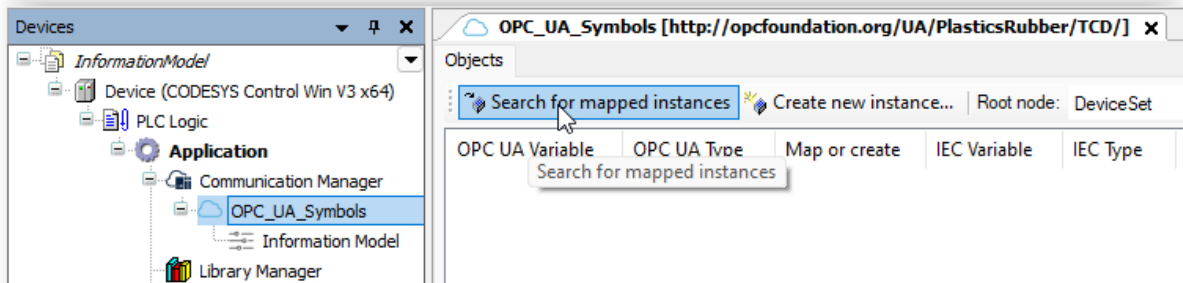 Devices
InformationModel
Device (CODESYS Control Win V3 x64)
PLC Logic
Application
Communication Manager
OPC_UA_Symbols
Information Model
Library Manager
OPC_UA_Symbols [http://opcfoundation.org/UA/PlasticsRubber/TCD/]
Objects
Search for mapped instances Create new instance... Root node: DeviceSet
OPC UA Variable OPC UA Type Map or create IEC Variable IEC Type
Search for mapped instances